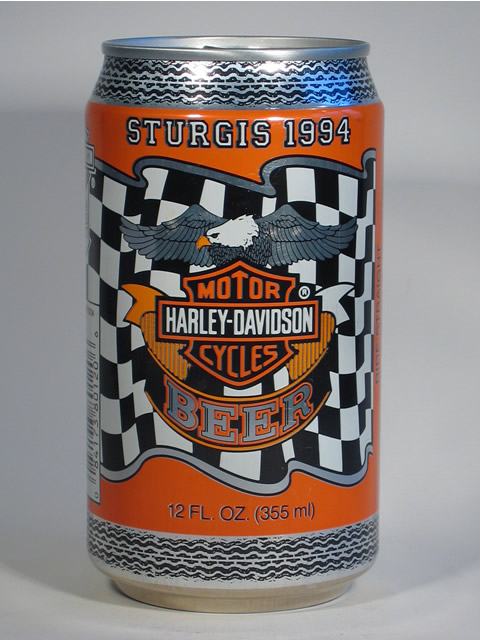 STURGIS 1994
MOTOR ®
HARLEY-DAVIDSON
CYCLES
BEER
12 FL. OZ. (355 ml)